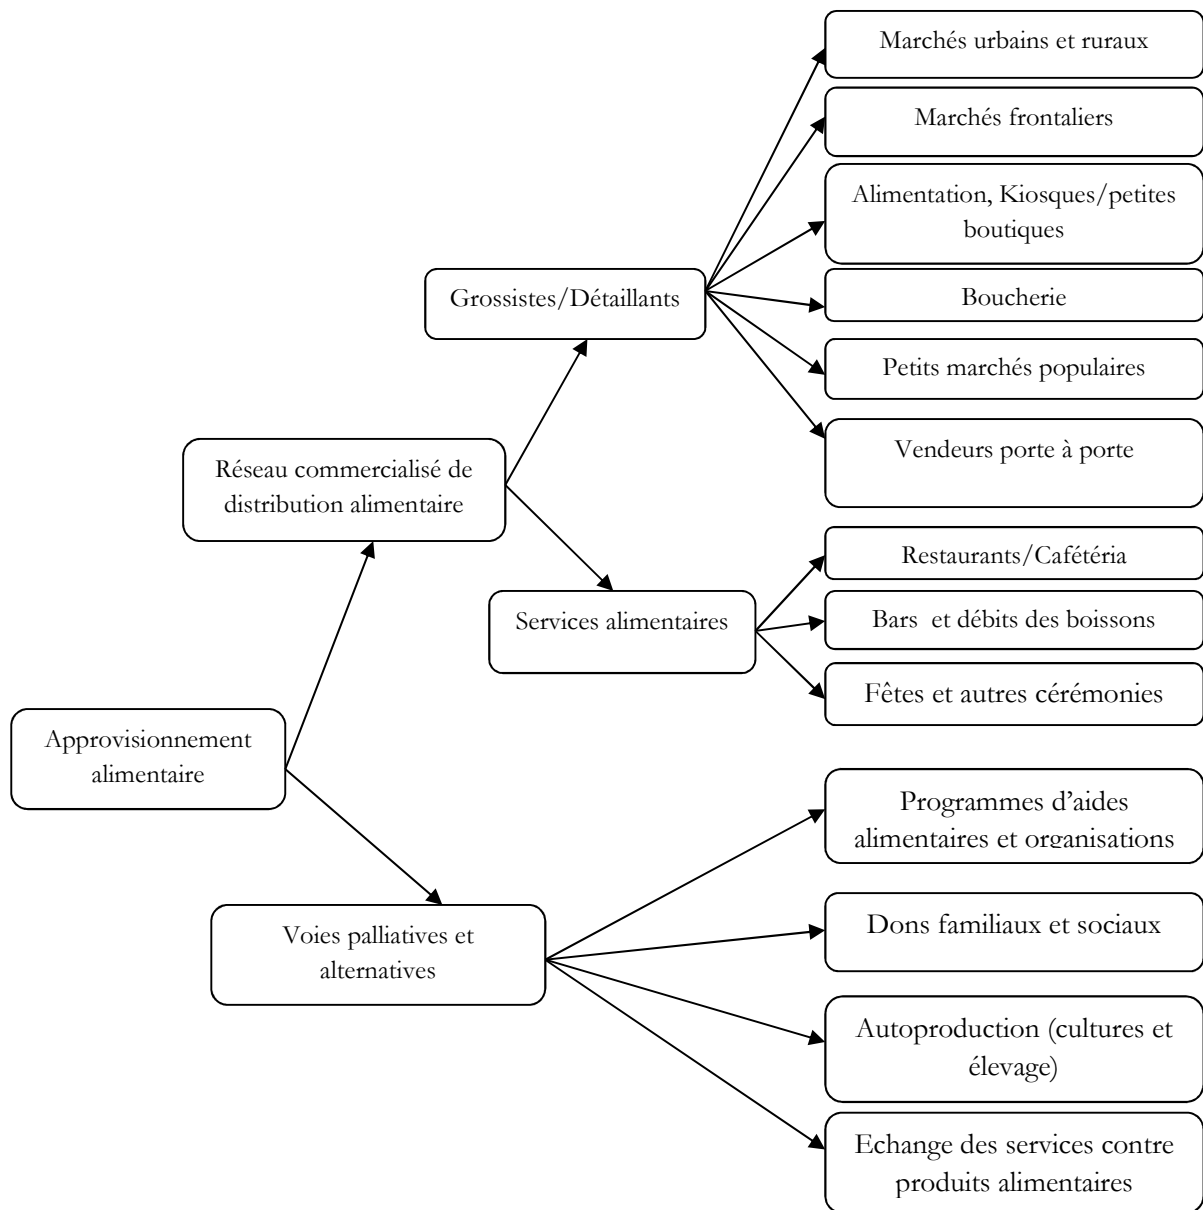 Marchés urbains et ruraux
Marchés frontaliers
Alimentation, Kiosques/petites
boutiques
Grossistes/Détaillants
Boucherie
Petits marchés populaires
Réseau commercialisé de
distribution alimentaire
Vendeurs porte à porte
Restaurants/Cafétéria
Services alimentaires
Bars et débits des boissons
Fêtes et autres cérémonies
Approvisionnement
alimentaire
Programmes d’aides
alimentaires et organisations
Voies palliatives et
alternatives
Dons familiaux et sociaux
Autoproduction (cultures et
élevage)
Echange des services contre
produits alimentaires